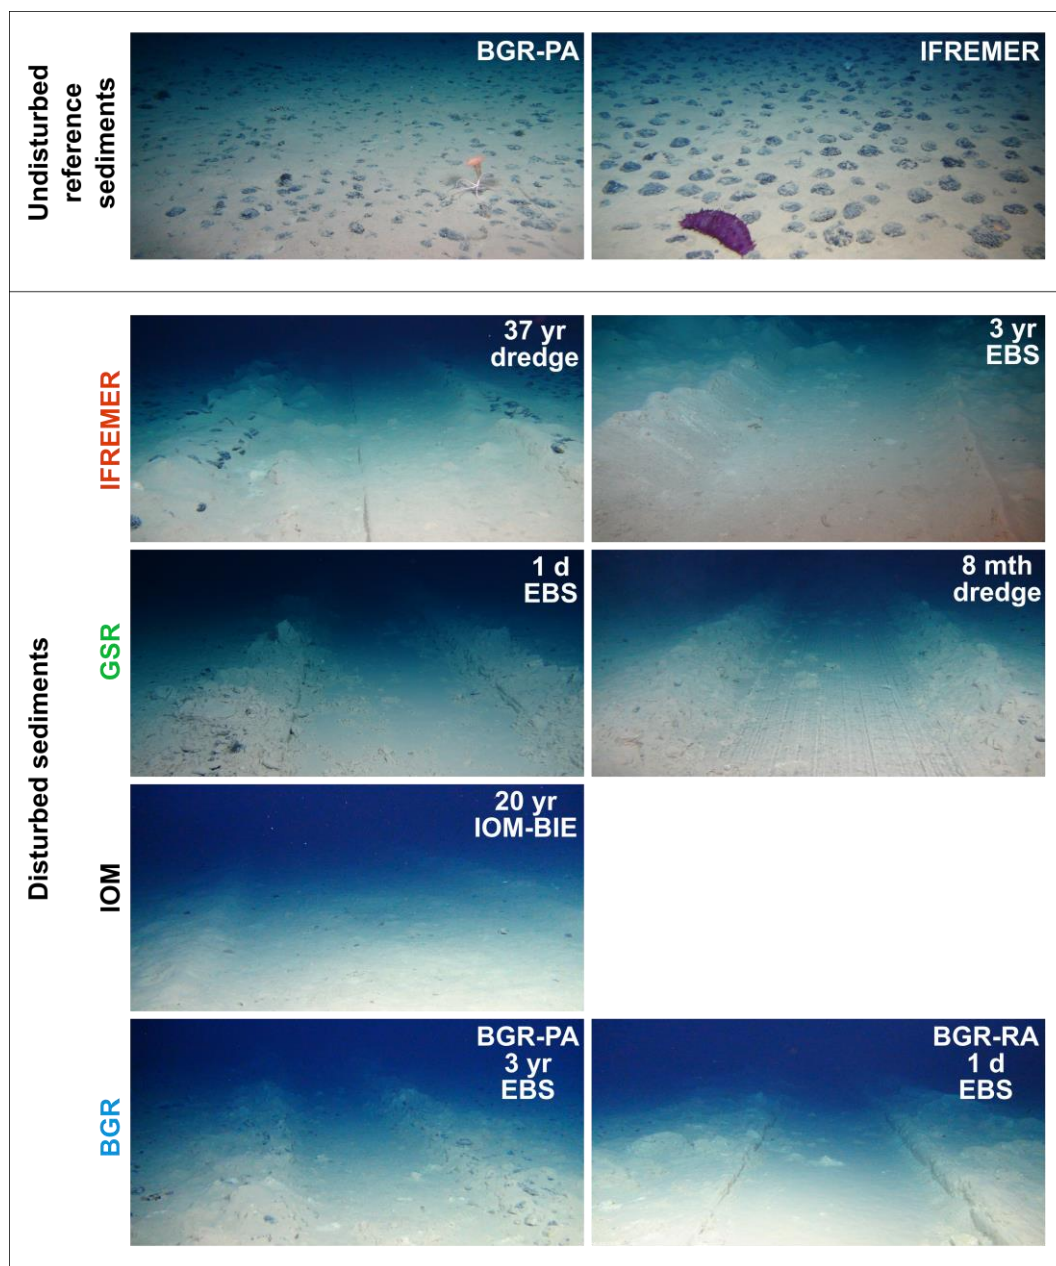 Undisturbed
reference
sediments
BGR-PA
IFREMER
Disturbed sediments
IFREMER
37 yr
dredge
3 yr
EBS
GSR
1 d
EBS
8 mth
dredge
IOM
20 yr
IOM-BIE
BGR
BGR-PA
3 yr
EBS
BGR-RA
1 d
EBS